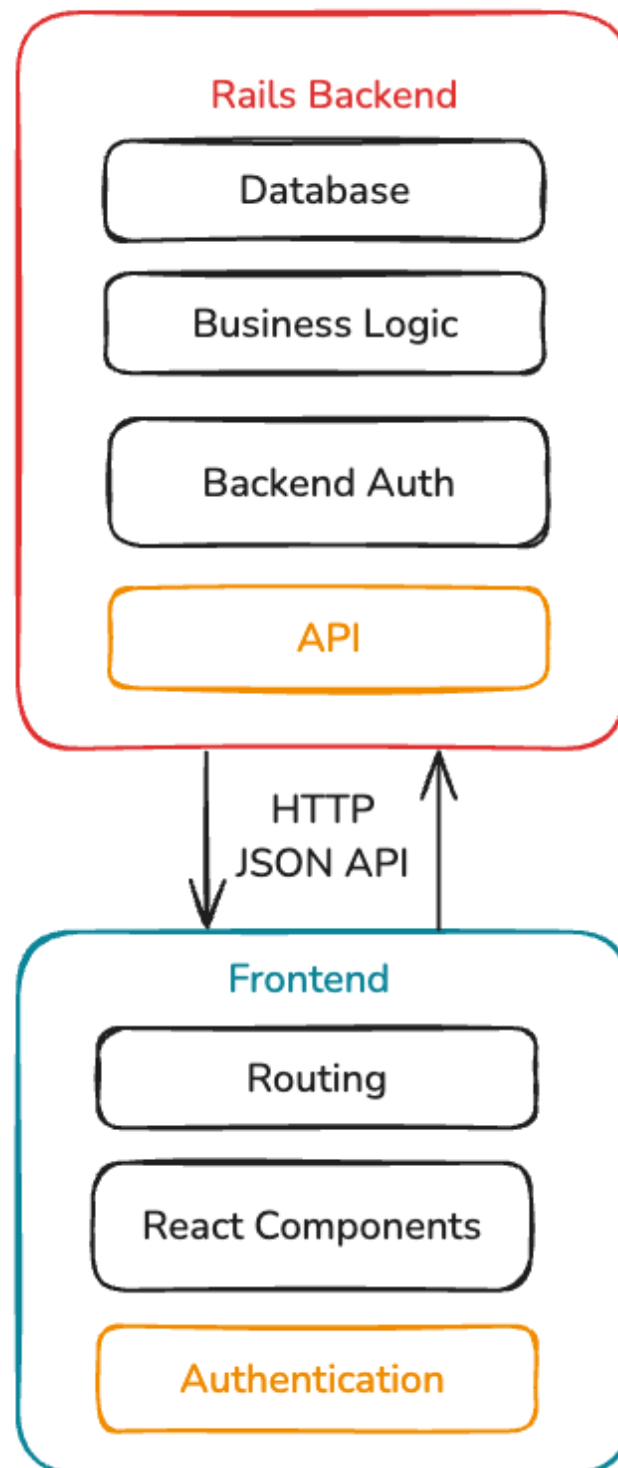 Rails Backend
Database
Business Logic
Backend Auth
API
HTTP
JSON API
Frontend
Routing
React Components
Authentication